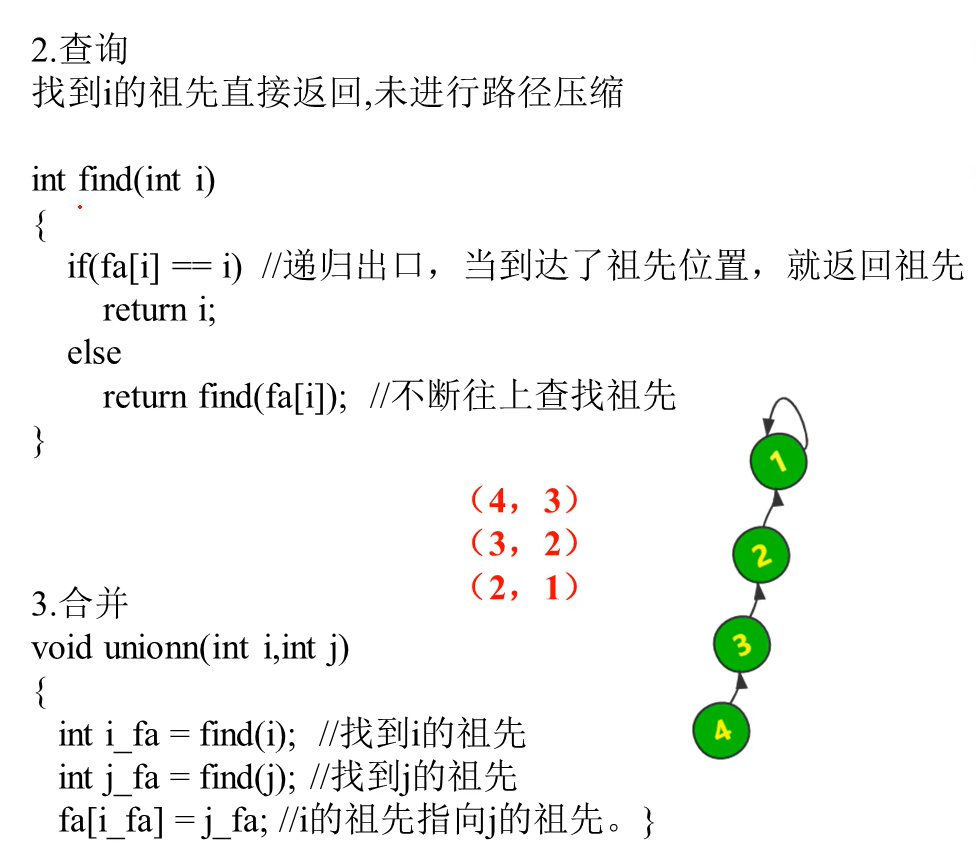 2.查询
找到i的祖先直接返回,未进行路径压缩
int find(int i)
{
if(fa[i] == i) //递归出口，当到达了祖先位置，就返回祖先
return i;
else
return find(fa[i]); //不断往上查找祖先
}
（4，3）
（3，2）
（2，1）
1
2
3
4
3.合并
void unionn(int i,int j)
{
int i_fa = find(i); //找到i的祖先
int j_fa = find(j); //找到j的祖先
fa[i_fa] = j_fa; //i的祖先指向j的祖先。}